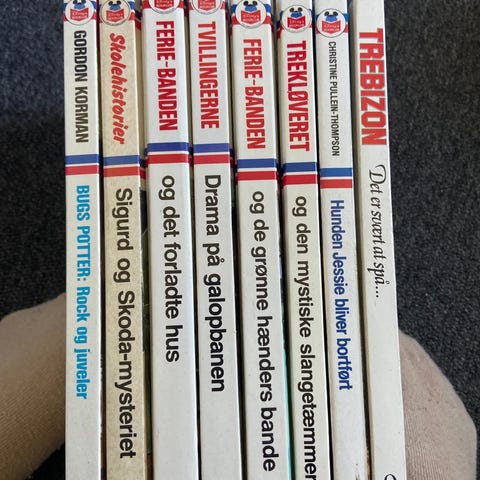 GORDON KORMAN
BUGS POTTER: Rock og juveler
Skolehistorier
Sigurd og Skoda-mysteriet
FERIE-BANDEN
og det forladte hus
TVILLINGERNE
Drama på galopbanen
FERIE-BANDEN
og de grønne hænders bande
TREKLØVERET
og den mystiske slangetæmmer
CHRISTINE PULLEIN-THOMPSON
Hunden Jessie bliver bortført
TREBIZON
Det er svært at spå...